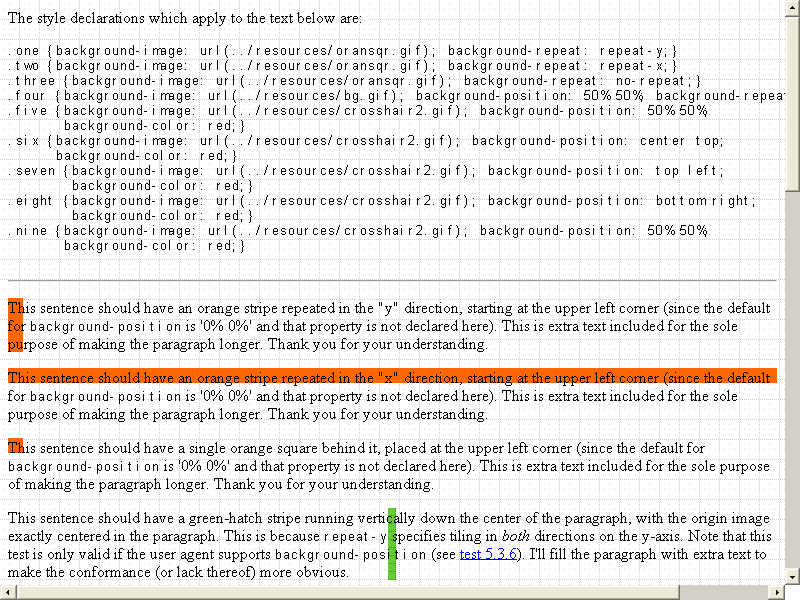 The style declarations which apply to the text below are:
.one {background-image: url(../resources/oransqr.gif); background-repeat: repeat-y;}
.two {background-image: url(../resources/oransqr.gif); background-repeat: repeat-x;}
.three {background-image: url(../resources/oransqr.gif); background-repeat: no-repeat;}
.four {background-image: url(../resources/bg.gif); background-position: 50% 50%; background-repea
.five {background-image: url(../resources/crosshair2.gif); background-position: 50% 50%
background-color: red;}
.six {background-image: url(../resources/crosshair2.gif); background-position: center top;
background-color: red;}
.seven {background-image: url(../resources/crosshair2.gif); background-position: top left;
background-color: red;}
.eight {background-image: url(../resources/crosshair2.gif); background-position: bottom right;
background-color: red;}
.nine {background-image: url(../resources/crosshair2.gif); background-position: 50% 50%;
background-color: red;}
This sentence should have an orange stripe repeated in the "y" direction, starting at the upper left corner (since the default
for background-position is '0% 0%' and that property is not declared here). This is extra text included for the sole
purpose of making the paragraph longer. Thank you for your understanding.
This sentence should have an orange stripe repeated in the "x" direction, starting at the upper left corner (since the default
for background-position is '0% 0%' and that property is not declared here). This is extra text included for the sole
purpose of making the paragraph longer. Thank you for your understanding.
This sentence should have a single orange square behind it, placed at the upper left corner (since the default for
background-position is '0% 0%' and that property is not declared here). This is extra text included for the sole purpose
of making the paragraph longer. Thank you for your understanding.
This sentence should have a green-hatch stripe running vertically down the center of the paragraph, with the origin image
exactly centered in the paragraph. This is because repeat-y specifies tiling in both directions on the y-axis. Note that this
test is only valid if the user agent supports background-position (see test 5.3.6). I'll fill the paragraph with extra text to
make the conformance (or lack thereof) more obvious.